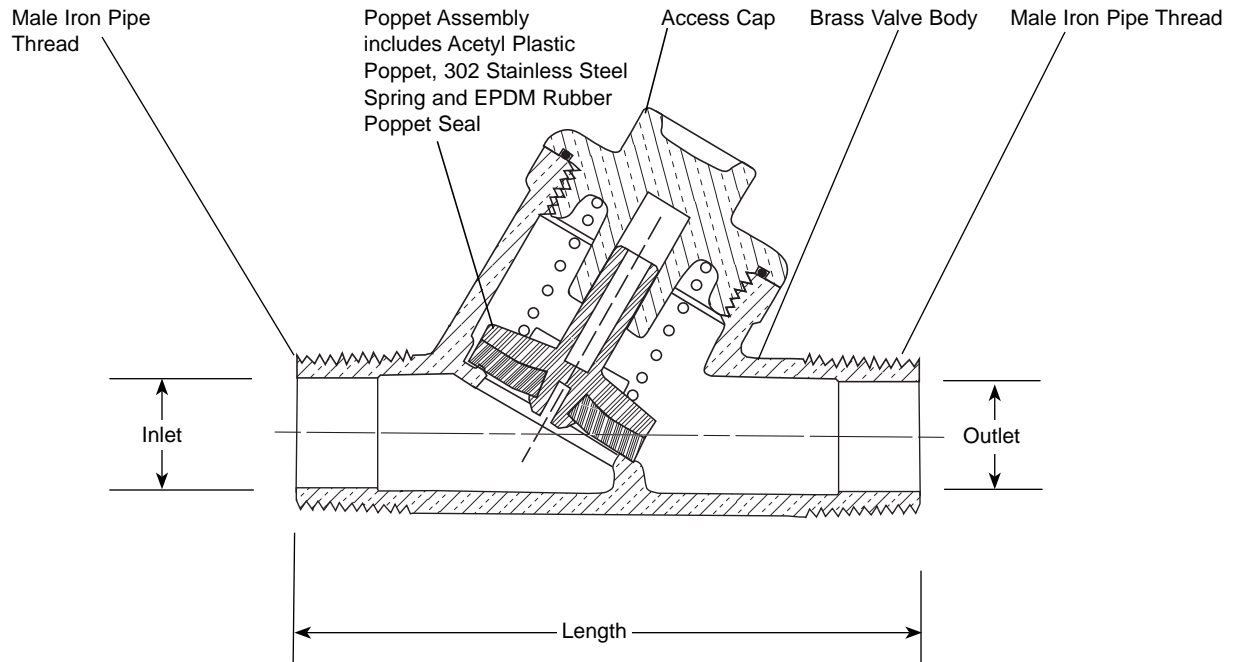 Male Iron Pipe
Thread
Poppet Assembly
includes Acetyl Plastic
Poppet, 302 Stainless Steel
Spring and EPDM Rubber
Poppet Seal
Access Cap
Brass Valve Body
Male Iron Pipe Thread
Inlet
Outlet
Length